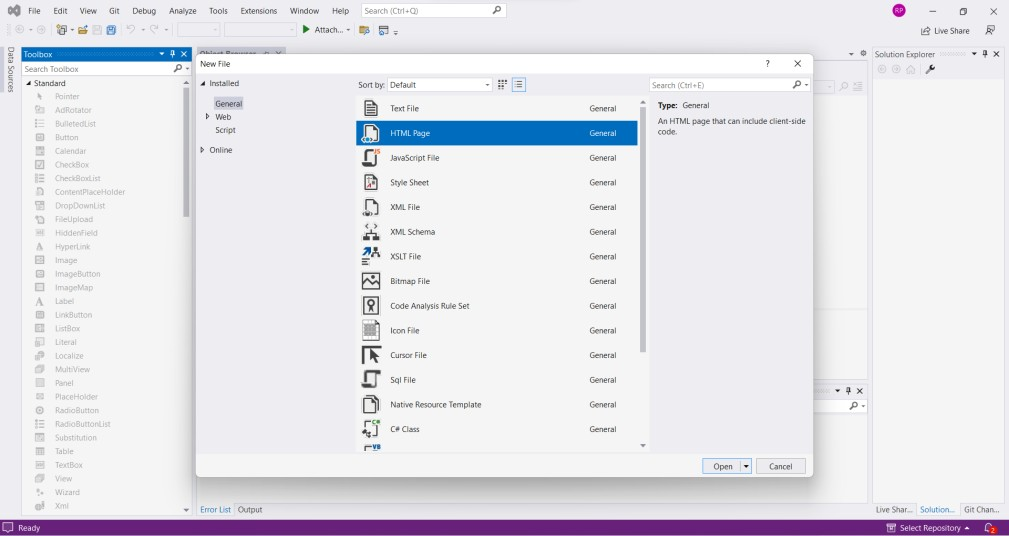 File Edit View Git Debug Analyze Tools Extensions Window Help Search (Ctrl+Q) RP
Attach... Live Share
Data Sources
Toolbox
Search Toolbox
Standard
Pointer
AdRotator
BulletedList
Button
Calendar
CheckBox
CheckBoxList
ContentPlaceHolder
DropDownList
FileUpload
HiddenField
HyperLink
Image
ImageButton
ImageMap
Label
LinkButton
ListBox
Literal
Localize
MultiView
Panel
PlaceHolder
RadioButton
RadioButtonList
Substitution
Table
TextBox
View
Wizard
Xml
Object Browser
New File ?
Installed
General
Web
Script
Online
Sort by: Default
Text File General
HTML Page General
JavaScript File General
Style Sheet General
XML File General
XML Schema General
XSLT File General
Bitmap File General
Code Analysis Rule Set General
Icon File General
Cursor File General
Sql File General
Native Resource Template General
C# Class General
VB
Search (Ctrl+E)
Type: General
An HTML page that can include client-side
code.
Open Cancel
Solution Explorer
Error List Output
Live Shar... Solution... Git Chan...
Ready Select Repository 2